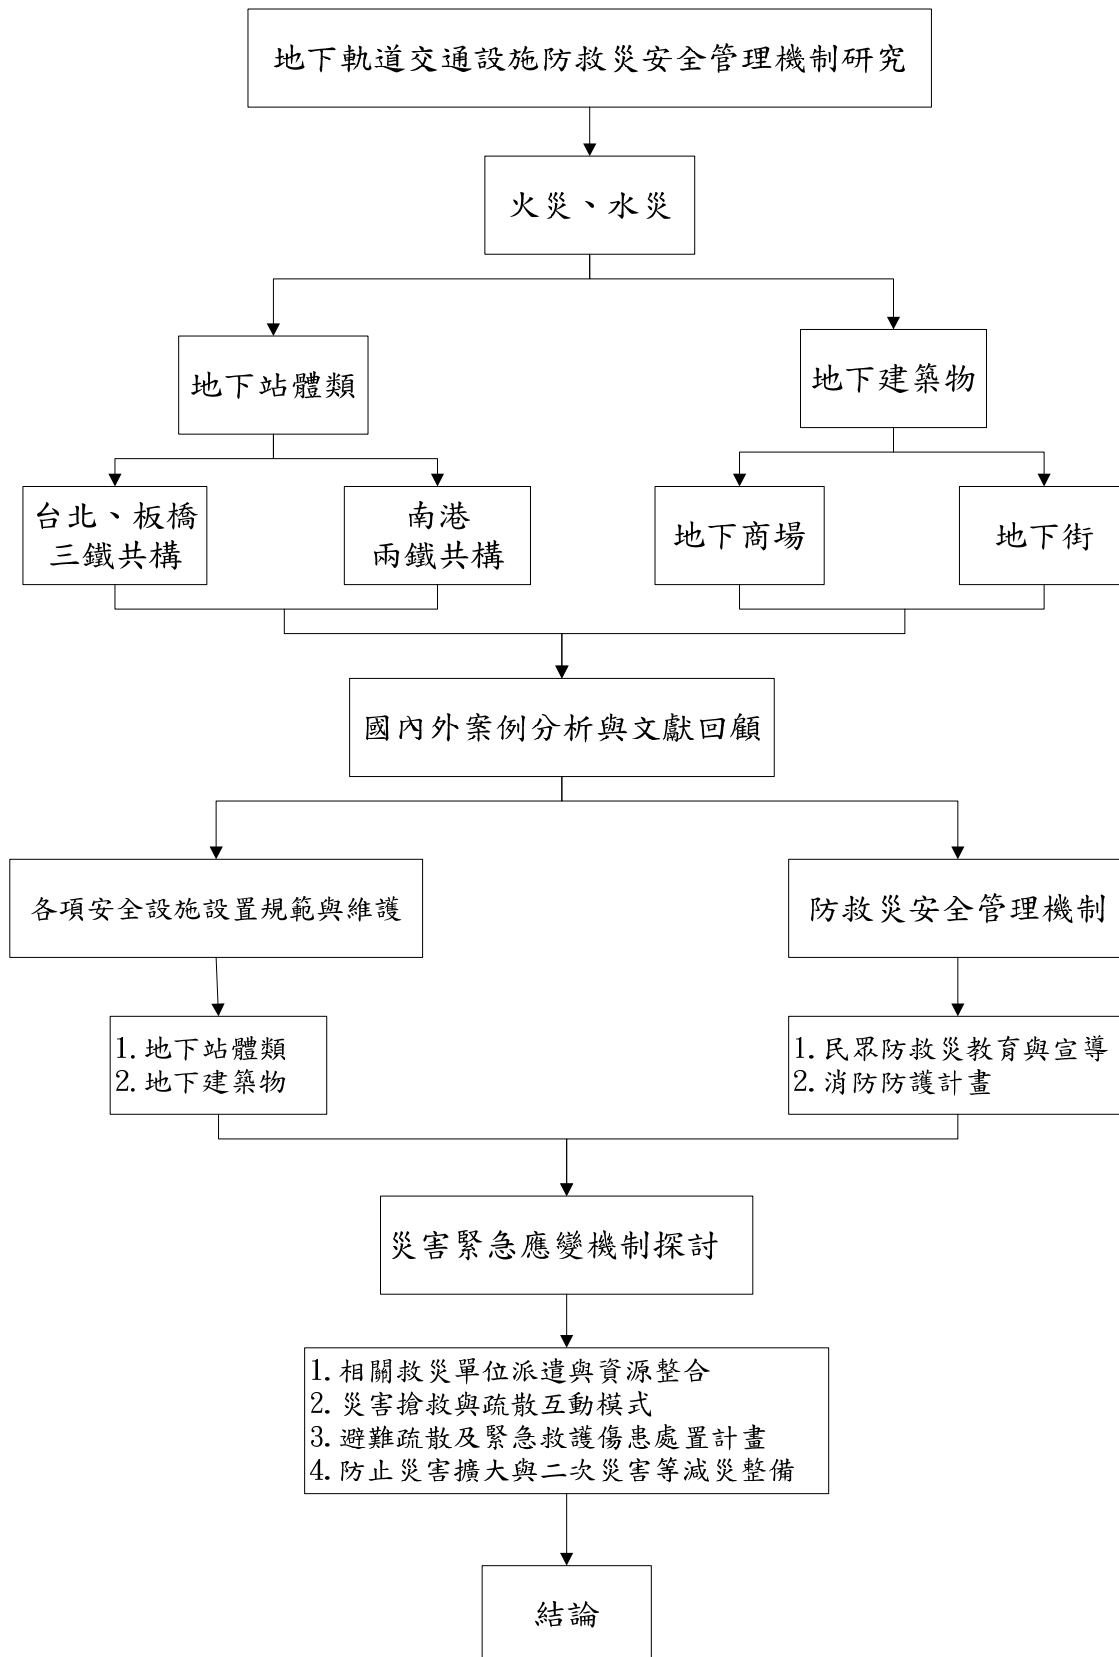 地下軌道交通設施防救災安全管理機制研究
火災、水災
地下站體類
地下建築物
台北、板橋
三鐵共構
南港
兩鐵共構
地下商場
地下街
國內外案例分析與文獻回顧
各項安全設施設置規範與維護
防救災安全管理機制
1. 地下站體類
2. 地下建築物
1. 民眾防救災教育與宣導
2. 消防防護計畫
災害緊急應變機制探討
1. 相關救災單位派遣與資源整合
2. 災害搶救與疏散互動模式
3. 避難疏散及緊急救護傷患處置計畫
4. 防止災害擴大與二次災害等減災整備
結論